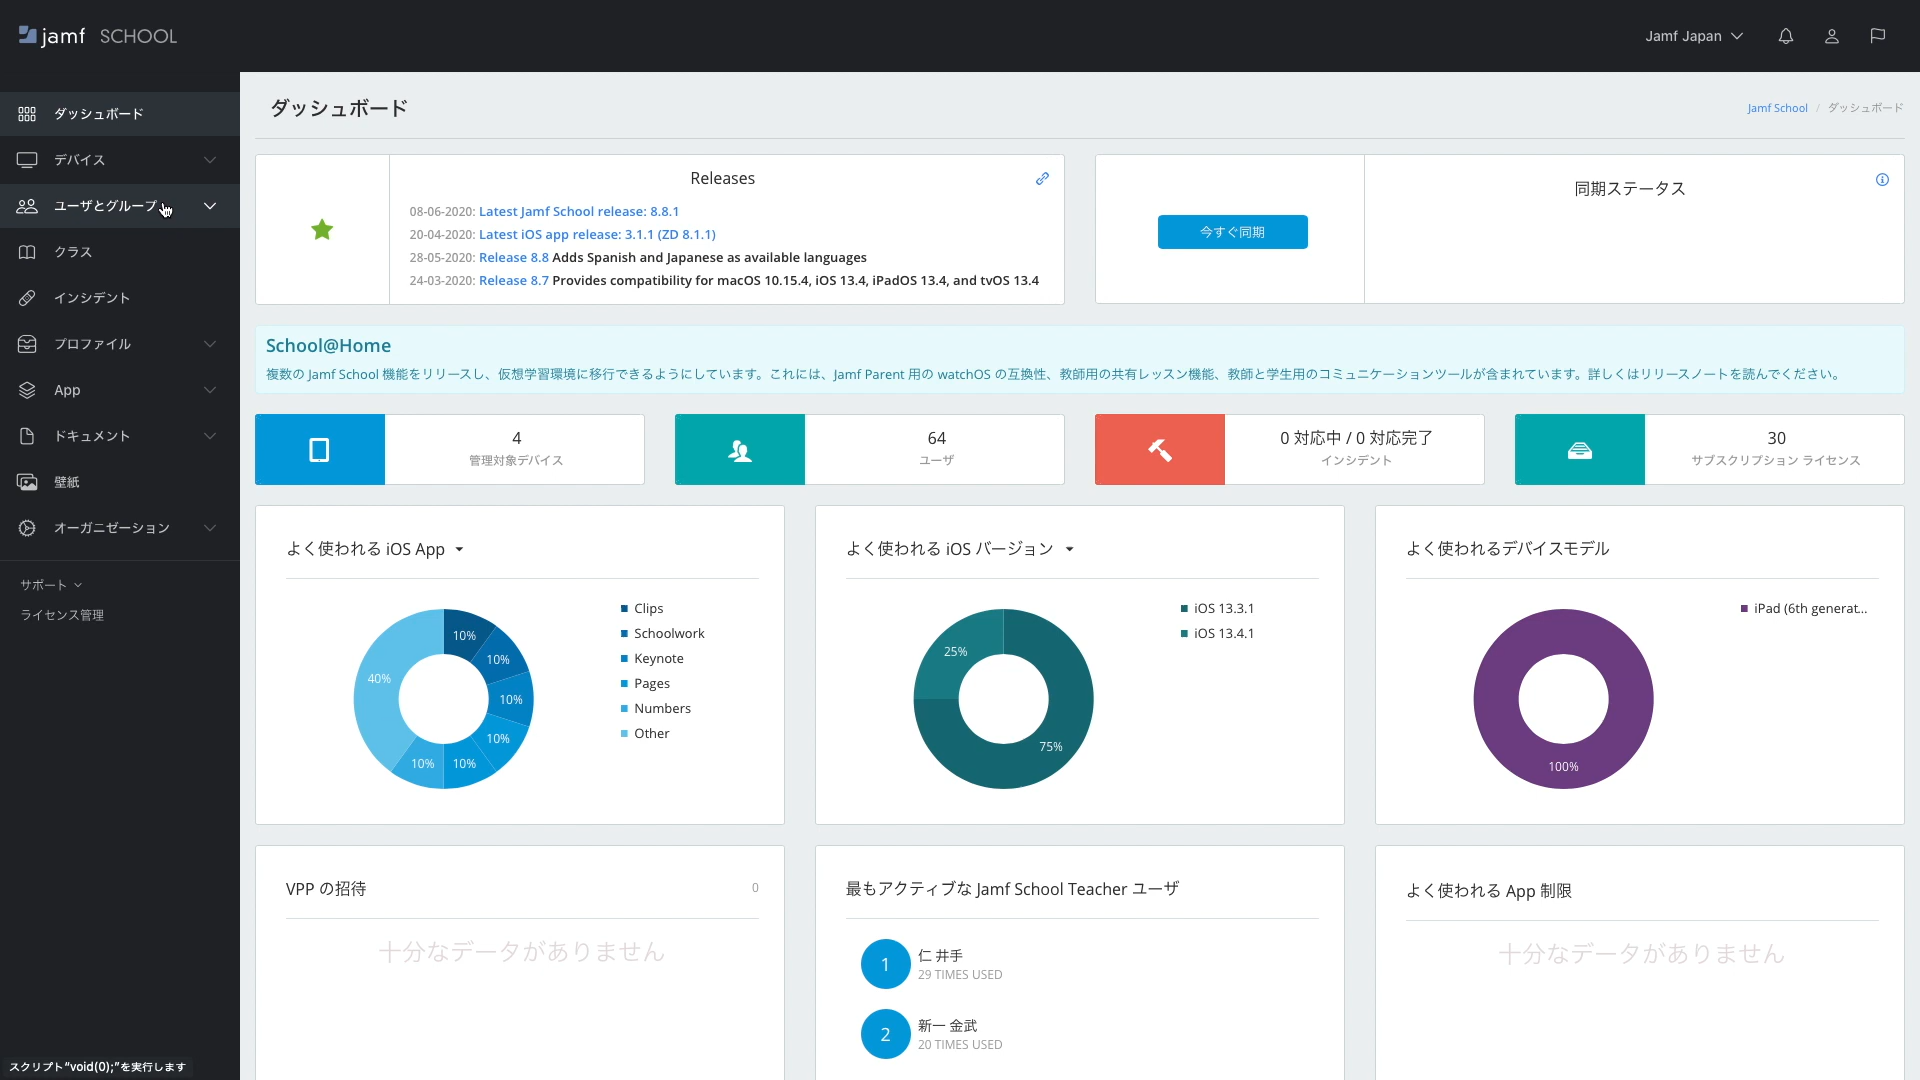 jamf SCHOOL
Jamf Japan
ダッシュボード
デバイス
ユーザとグループ
クラス
インシデント
プロファイル
App
ドキュメント
壁紙
オーガニゼーション
サポート
ライセンス管理
スクリプト“void(0);”を実行します
ダッシュボード
Jamf School / ダッシュボード
Releases
08-06-2020: Latest Jamf School release: 8.8.1
20-04-2020: Latest iOS app release: 3.1.1 (ZD 8.1.1)
28-05-2020: Release 8.8 Adds Spanish and Japanese as available languages
24-03-2020: Release 8.7 Provides compatibility for macOS 10.15.4, iOS 13.4, iPadOS 13.4, and tvOS 13.4
今すぐ同期
同期ステータス
School@Home
複数の Jamf School 機能をリリースし、仮想学習環境に移行できるようにしています。これには、Jamf Parent 用の watchOS の互換性、教師用の共有レッスン機能、教師と学生用のコミュニケーションツールが含まれています。詳しくはリリースノートを読んでください。
4
管理対象デバイス
64
ユーザ
0 対応中 / 0 対応完了
インシデント
30
サブスクリプション ライセンス
よく使われる iOS App
10%
10%
10%
10%
10%
10%
40%
Clips
Schoolwork
Keynote
Pages
Numbers
Other
よく使われる iOS バージョン
25%
75%
iOS 13.3.1
iOS 13.4.1
よく使われるデバイスモデル
100%
iPad (6th generat...
VPP の招待
0
十分なデータがありません
最もアクティブな Jamf School Teacher ユーザ
1
仁 井手
29 TIMES USED
2
新一 金武
20 TIMES USED
よく使われる App 制限
十分なデータがありません